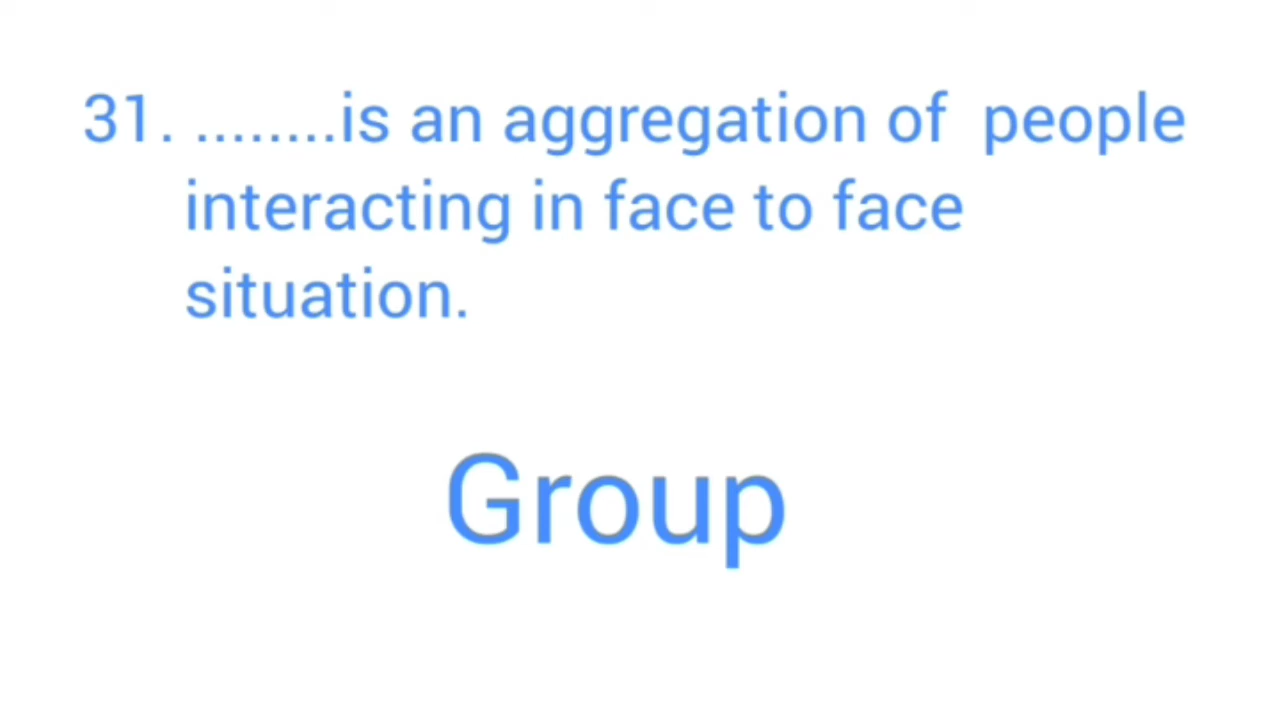 31. ........is an aggregation of people
interacting in face to face
situation.
Group